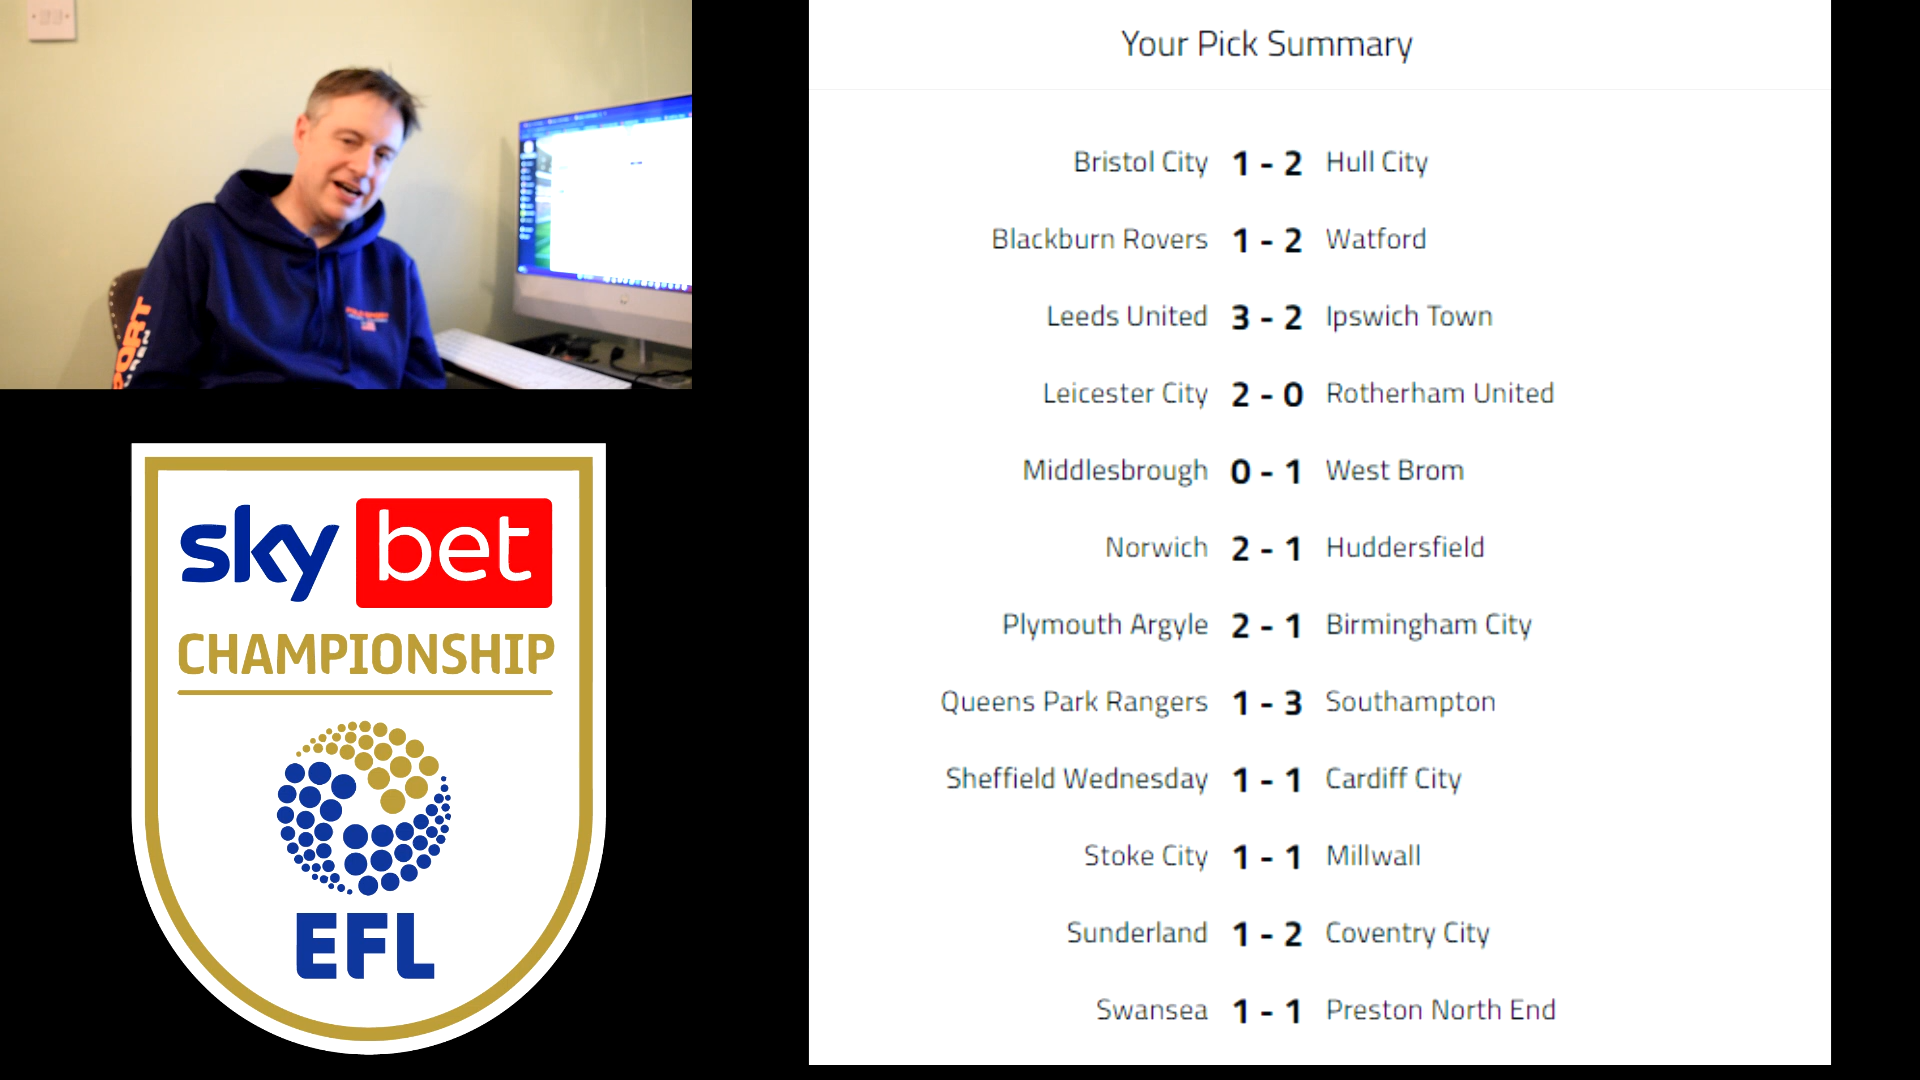 Your Pick Summary
Bristol City 1 - 2 Hull City
Blackburn Rovers 1 - 2 Watford
Leeds United 3 - 2 Ipswich Town
Leicester City 2 - 0 Rotherham United
Middlesbrough 0 - 1 West Brom
Norwich 2 - 1 Huddersfield
Plymouth Argyle 2 - 1 Birmingham City
Queens Park Rangers 1 - 3 Southampton
Sheffield Wednesday 1 - 1 Cardiff City
Stoke City 1 - 1 Millwall
Sunderland 1 - 2 Coventry City
Swansea 1 - 1 Preston North End
sky bet
CHAMPIONSHIP
EFL
PORT